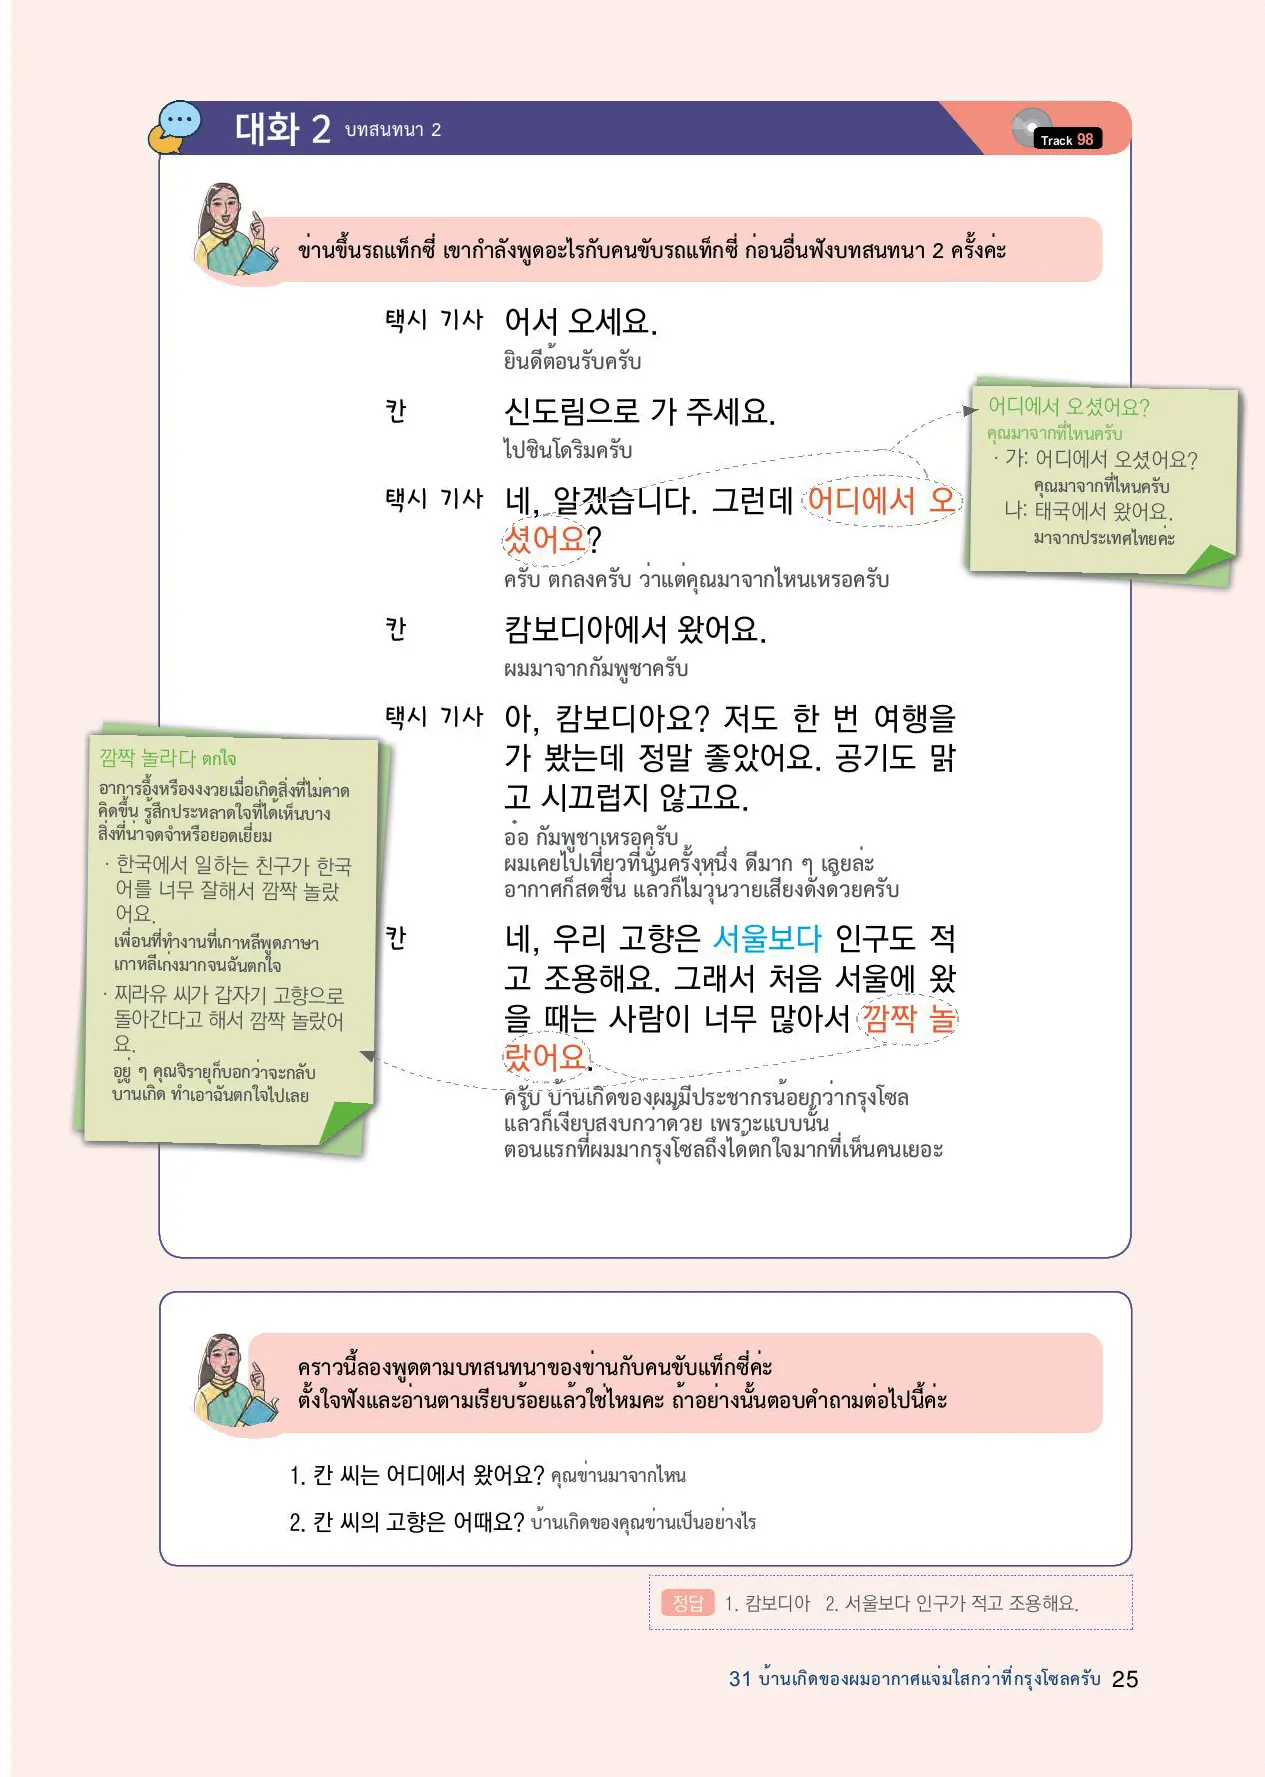 대화 2 บทสนทนา 2
Track 98
ข่านขึ้นรถแท็กซี่ เขากำลังพูดอะไรกับคนขับรถแท็กซี่ ก่อนอื่นฟังบทสนทนา 2 ครั้งค่ะ
택시 기사 어서 오세요.
ยินดีต้อนรับครับ
칸 신도림으로 가 주세요.
ไปชินโดริมครับ
택시 기사 네, 알겠습니다. 그런데 어디에서 오
셨어요?
ครับ ตกลงครับ ว่าแต่คุณมาจากไหนเหรอครับ
칸 캄보디아에서 왔어요.
ผมมาจากกัมพูชาครับ
택시 기사 아, 캄보디아요? 저도 한 번 여행을
가 봤는데 정말 좋았어요. 공기도 맑
고 시끄럽지 않고요.
อ๋อ กัมพูชาเหรอครับ
ผมเคยไปเที่ยวที่นั่นครั้งหนึ่ง ดีมาก ๆ เลยล่ะ
อากาศก็สดชื่น แล้วก็ไม่วุ่นวายเสียงดังด้วยครับ
칸 네, 우리 고향은 서울보다 인구도 적
고 조용해요. 그래서 처음 서울에 왔
을 때는 사람이 너무 많아서 깜짝 놀
랐어요.
ครับ บ้านเกิดของผมมีประชากรน้อยกว่ากรุงโซล
แล้วก็เงียบสงบกว่าด้วย เพราะแบบนั้น
ตอนแรกที่ผมมากรุงโซลถึงได้ตกใจมากที่เห็นคนเยอะ
어디에서 오셨어요?
คุณมาจากที่ไหนครับ
· 가: 어디에서 오셨어요?
คุณมาจากที่ไหนครับ
나: 태국에서 왔어요.
มาจากประเทศไทยค่ะ
깜짝 놀라다 ตกใจ
อาการอึ้งหรืองงงวยเมื่อเกิดสิ่งที่ไม่คาด
คิดขึ้น รู้สึกประหลาดใจที่ได้เห็นบาง
สิ่งที่น่าจดจำหรือยอดเยี่ยม
· 한국에서 일하는 친구가 한국
어를 너무 잘해서 깜짝 놀랐
어요.
เพื่อนที่ทำงานที่เกาหลีพูดภาษา
เกาหลีเก่งมากจนฉันตกใจ
· 찌라유 씨가 갑자기 고향으로
돌아간다고 해서 깜짝 놀랐어
요.
อยู่ ๆ คุณจิรายุก็บอกว่าจะกลับ
บ้านเกิด ทำเอาฉันตกใจไปเลย
คราวนี้ลองพูดตามบทสนทนาของข่านกับคนขับแท็กซี่ค่ะ
ตั้งใจฟังและอ่านตามเรียบร้อยแล้วใช่ไหมคะ ถ้าอย่างนั้นตอบคำถามต่อไปนี้ค่ะ
1. 칸 씨는 어디에서 왔어요? คุณข่านมาจากไหน
2. 칸 씨의 고향은 어때요? บ้านเกิดของคุณข่านเป็นอย่างไร
정답 1. 캄보디아 2. 서울보다 인구가 적고 조용해요.
31 บ้านเกิดของผมอากาศแจ่มใสกว่าที่กรุงโซลครับ 25